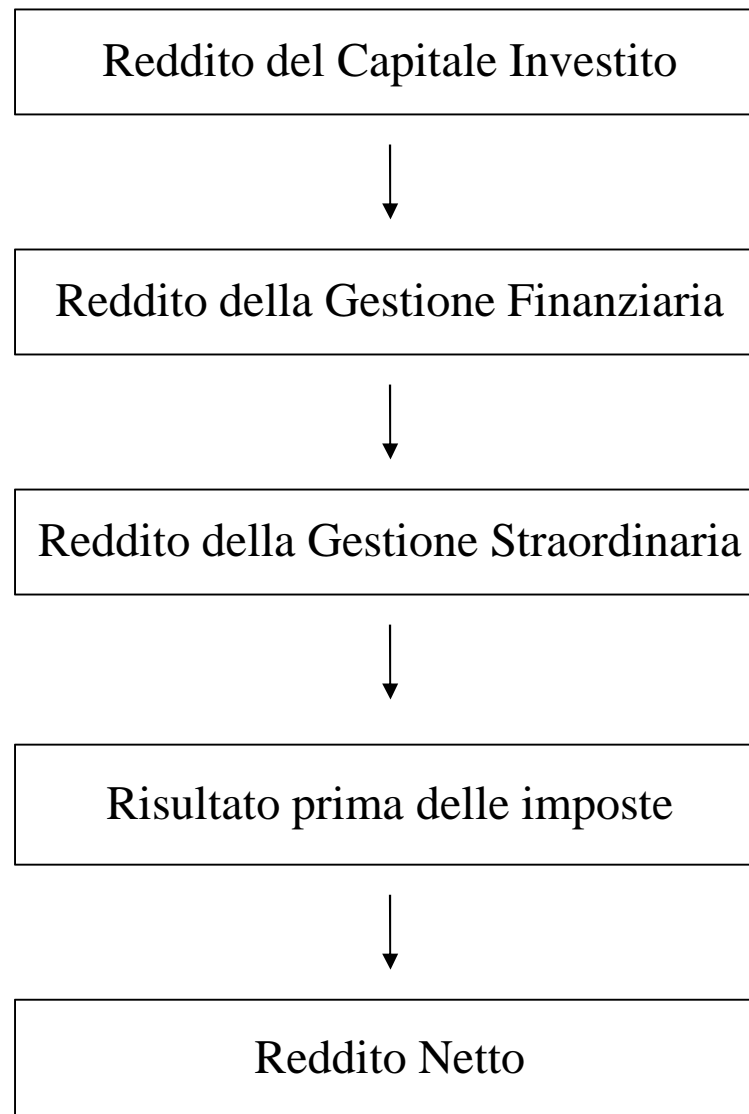 Reddito del Capitale Investito
Reddito della Gestione Finanziaria
Reddito della Gestione Straordinaria
Risultato prima delle imposte
Reddito Netto